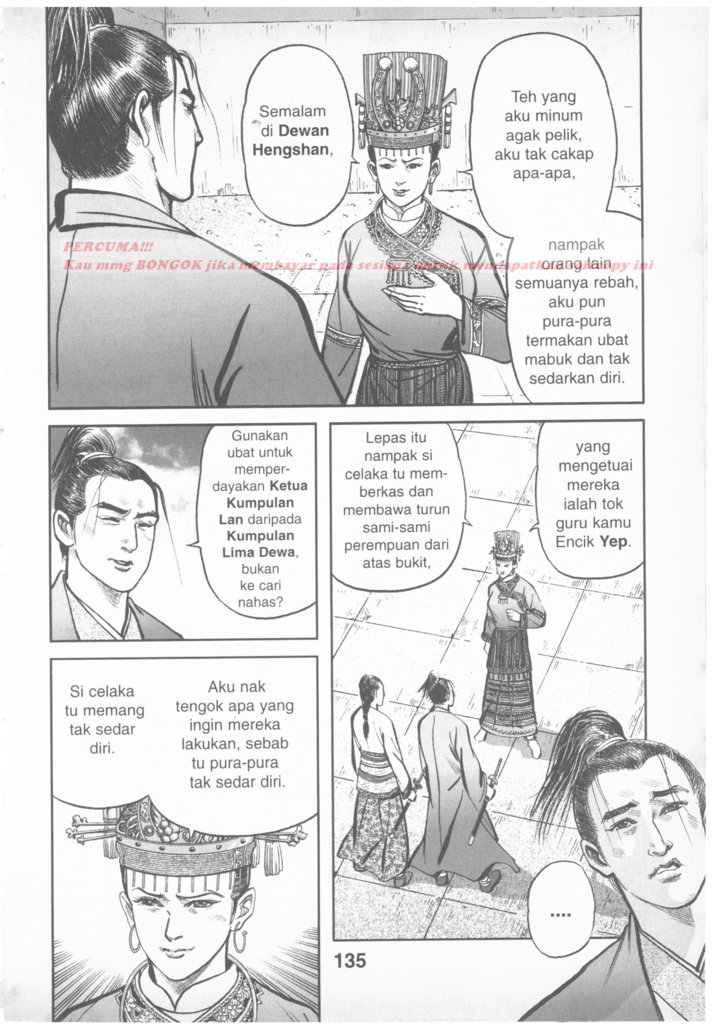 Semalam
di Dewan
Hengshan,
Teh yang
aku minum
agak pelik,
aku tak cakap
apa-apa,
nampak
orang lain
semuanya rebah,
aku pun
pura-pura
termakan ubat
mabuk dan tak
sedarkan diri.
PERCUMA!!!
Kau mmg BONGOK jika membayar pada sesiapa untuk mendapatkan ini
Gunakan
ubat untuk
memper-
dayakan Ketua
Kumpulan
Lan daripada
Kumpulan
Lima Dewa,
bukan
ke cari
nahas?
Lepas itu
nampak si
celaka tu mem-
berkas dan
membawa turun
sami-sami
perempuan dari
atas bukit,
yang
mengetuai
mereka
ialah tok
guru kamu
Encik Yep.
Si celaka
tu memang
tak sedar
diri.
Aku nak
tengok apa yang
ingin mereka
lakukan, sebab
tu pura-pura
tak sedar diri.
....
135